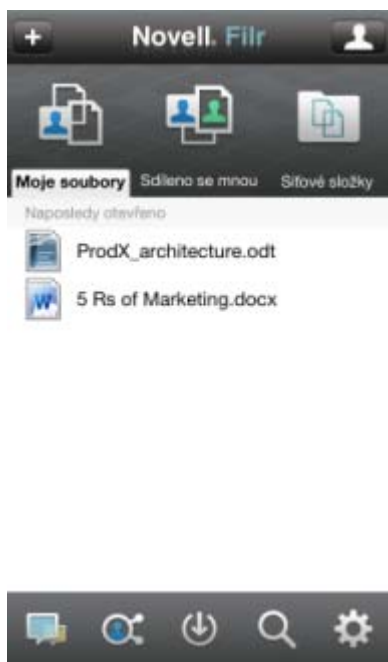 Novell. Filr
Moje soubory Sdíleno se mnou Síťové složky
Naposledy otevřeno
ProdX_architecture.odt
5 Rs of Marketing.docx